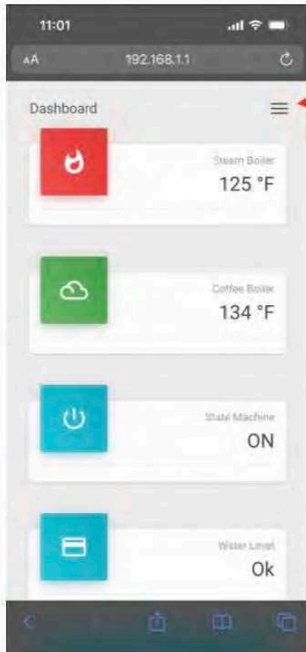 11:01
AA 192.168.1.1
Dashboard
Steam Boiler
125 °F
Coffee Boiler
134 °F
State Machine
ON
Water Level
Ok